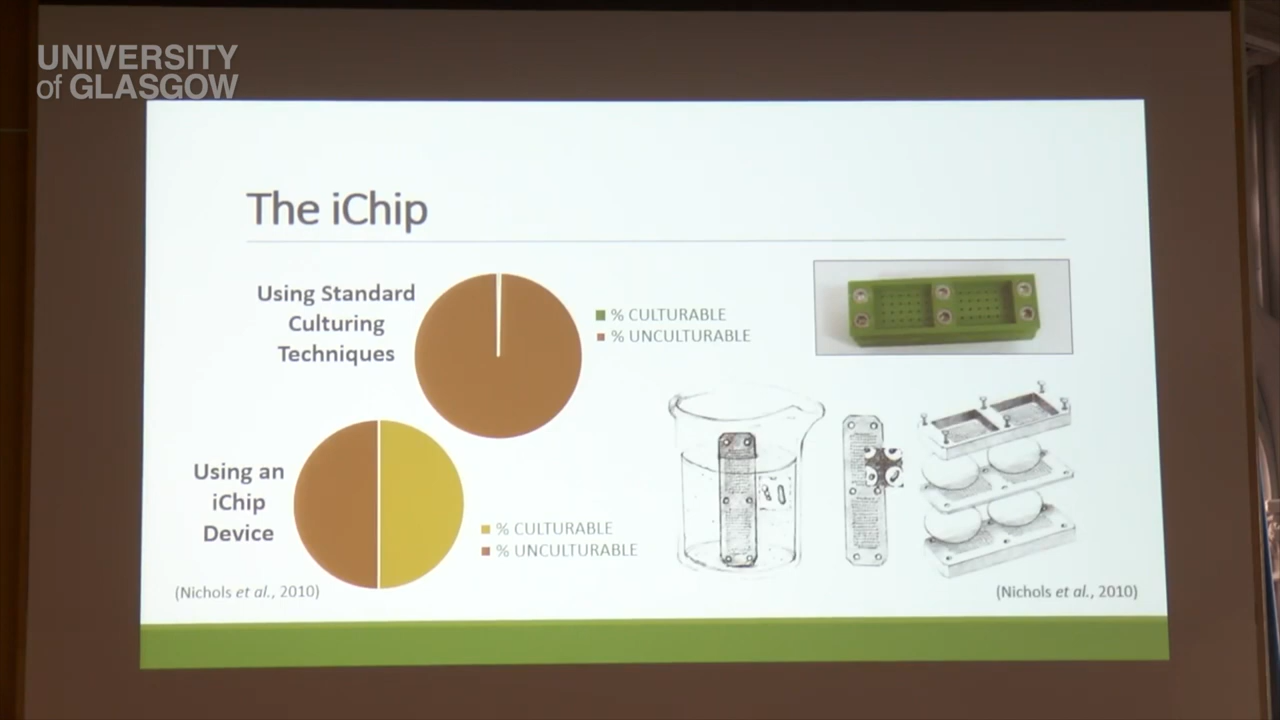 UNIVERSITY
of GLASGOW
The iChip
Using Standard
Culturing
Techniques
% CULTURABLE
% UNCULTURABLE
Using an
iChip
Device
% CULTURABLE
% UNCULTURABLE
(Nichols et al., 2010)
(Nichols et al., 2010)